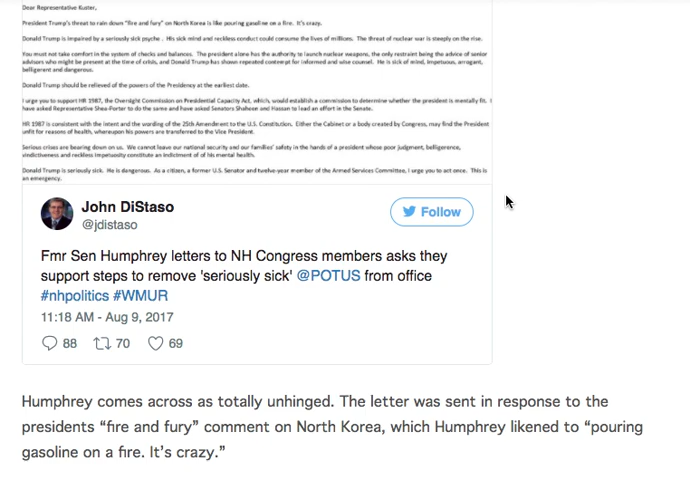 Dear Representative Kuster,
President Trump's threat to rain down "fire and fury" on North Korea is like pouring gasoline on a fire. It's crazy.
Donald Trump is impaired by a seriously sick psyche . His sick mind and reckless conduct could consume the lives of millions. The threat of nuclear war is steeply on the rise.
You must not take comfort in the system of checks and balances. The president alone has the authority to launch nuclear weapons, the only restraint being the advice of senior
advisors who might be present at the time of crisis, and Donald Trump has shown repeated contempt for informed and wise counsel. He is sick of mind, impetuous, arrogant,
belligerent and dangerous.
Donald Trump should be relieved of the powers of the Presidency at the earliest date.
I urge you to support HR 1987, the Oversight Commission on Presidential Capacity Act, which, would establish a commission to determine whether the president is mentally fit. I
have asked Representative Shea-Porter to do the same and have asked Senators Shaheen and Hassan to lead an effort in the Senate.
HR 1987 is consistent with the intent and the wording of the 25th Amendment to the U.S. Constitution. Either the Cabinet or a body created by Congress, may find the President
unfit for reasons of health, whereupon his powers are transferred to the Vice President.
Serious crises are bearing down on us. We cannot leave our national security and our families' safety in the hands of a president whose poor judgment, belligerence,
vindictiveness and reckless impetuosity constitute an indictment of his mental health.
Donald Trump is seriously sick. He is dangerous. As a citizen, a former U.S. Senator and twelve-year member of the Armed Services Committee, I urge you to act at once. This is
an emergency.
John DiStaso
@jdistaso
Follow
Fmr Sen Humphrey letters to NH Congress members asks they
support steps to remove 'seriously sick' @POTUS from office
#nhpolitics #WMUR
11:18 AM - Aug 9, 2017
88 70 69
Humphrey comes across as totally unhinged. The letter was sent in response to the
presidents “fire and fury” comment on North Korea, which Humphrey likened to “pouring
gasoline on a fire. It’s crazy.”